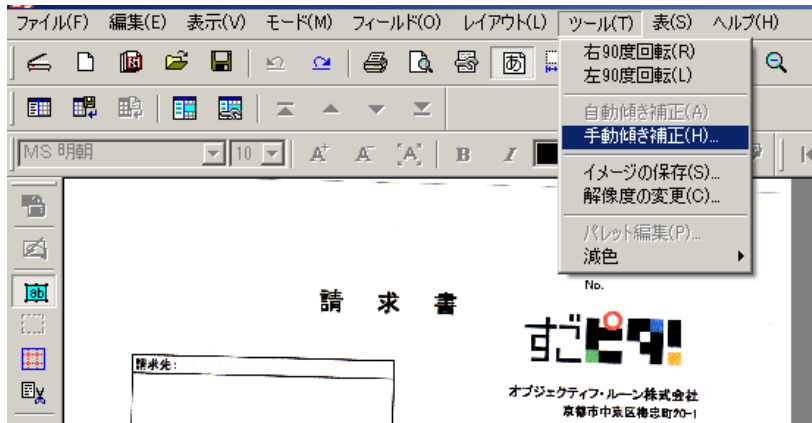 ファイル(F) 編集(E) 表示(V) モード(M) フィールド(O) レイアウト(L) ツール(T) 表(S) ヘルプ(H)
右90度回転(R)
左90度回転(L)
自動傾き補正(A)
手動傾き補正(H)...
イメージの保存(S)...
解像度の変更(C)...
パレット編集(P)...
減色
あ
MS 明朝 10 A+ A- [A] B I
ab
No.
請求書
すごピタ!
請求先:
オブジェクティフ・ルーン株式会社
京都市中京区梅忠町20-1